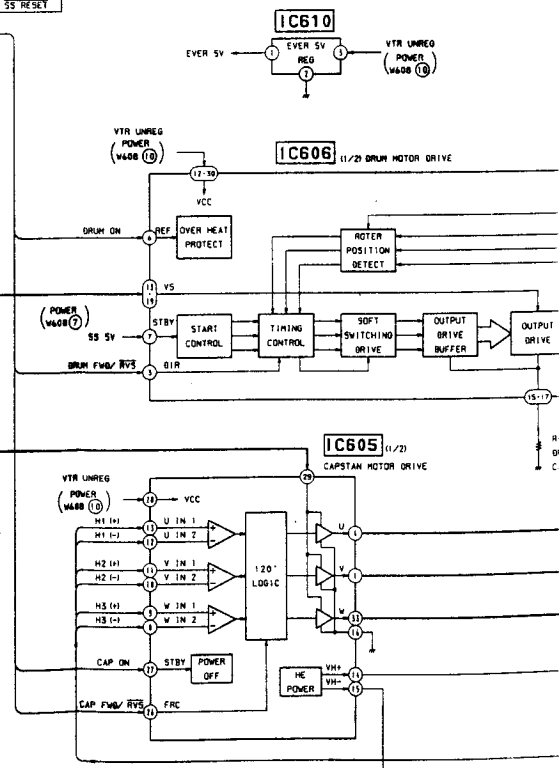 SS RESET
IC610
EVER 5V
1
EVER 5V
REG
3
2
VTR UNREG
(POWER
W608 10)
VTR UNREG
(POWER
W608 10)
IC606 (1/2) DRUM MOTOR DRIVE
12-30
VCC
DRUM ON
6
REF
OVER HEAT
PROTECT
ROTER
POSITION
DETECT
VS
(POWER
W608 7)
SS 5V
7
STBY
START
CONTROL
TIMING
CONTROL
SOFT
SWITCHING
DRIVE
OUTPUT
DRIVE
BUFFER
OUTPUT
DRIVE
DRUM FWD/RVS
DIR
15-17
IC605 (1/2)
CAPSTAN MOTOR DRIVE
29
VTR UNREG
(POWER
W608 10)
28
VCC
H1 (+)
13
U IN 1
H1 (-)
12
U IN 2
H2 (+)
11
V IN 1
H2 (-)
10
V IN 2
H3 (+)
9
W IN 1
H3 (-)
8
W IN 2
120°
LOGIC
U
4
V
1
W
33
16
CAP ON
27
STBY
POWER
OFF
HE
POWER
VH+
14
VH-
15
CAP FWD/RVS
26
FRC